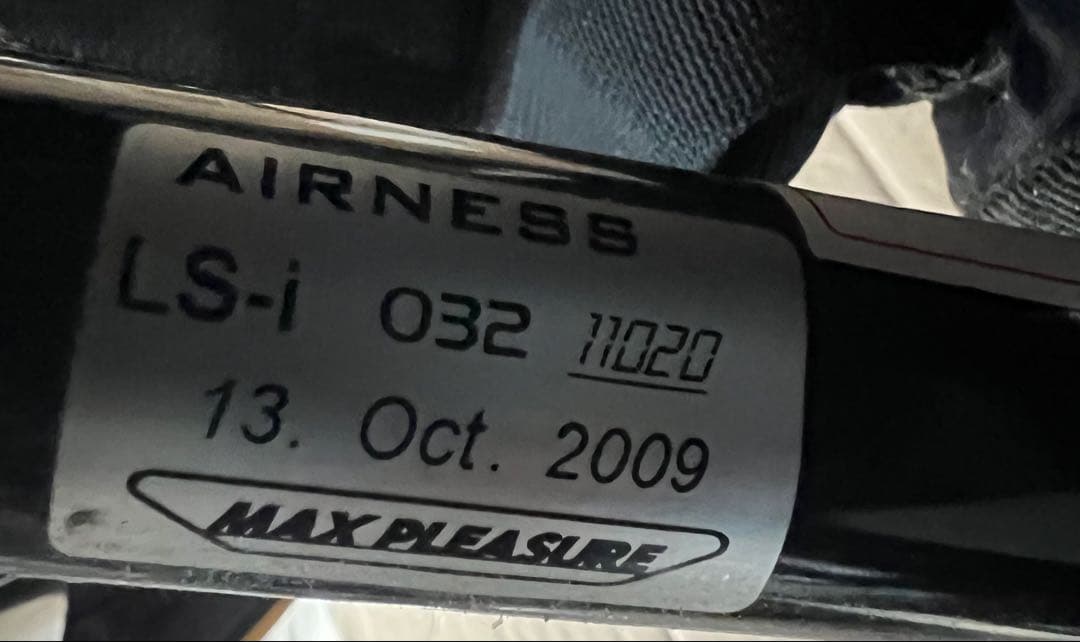 AIRNESS
LS-i 032 11020
13. Oct. 2009
MAX PLEASURE